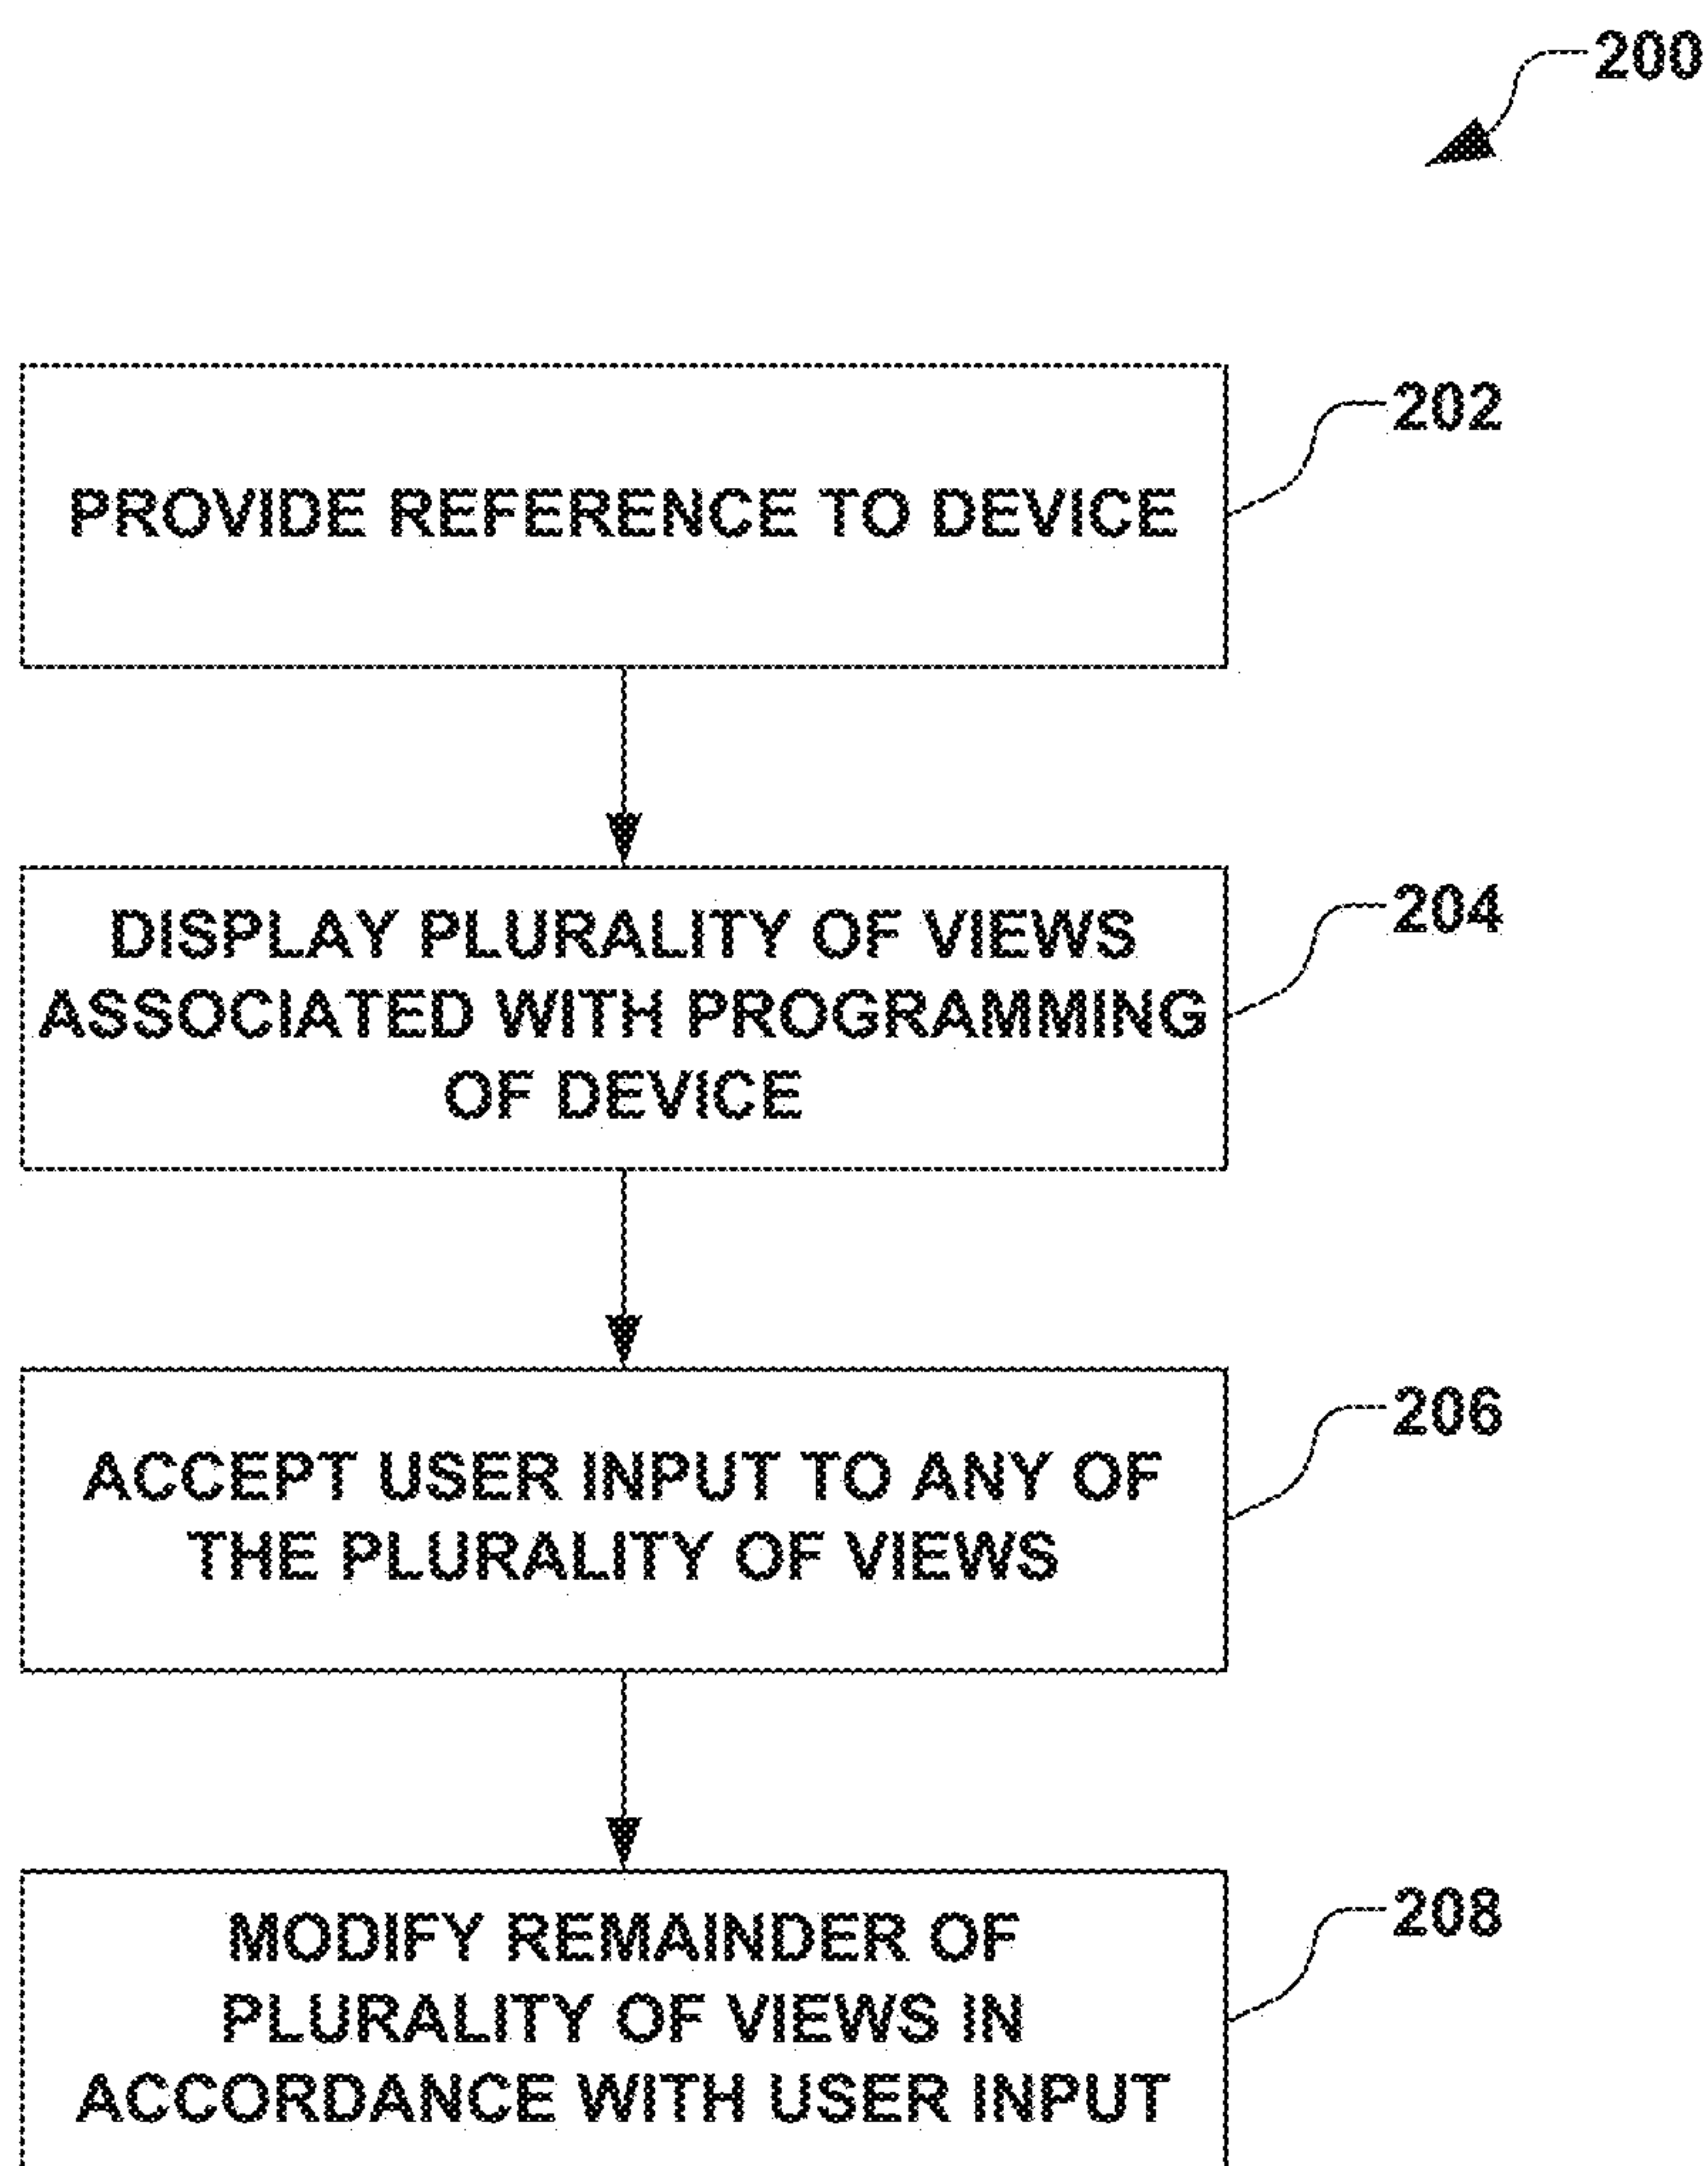 200
PROVIDE REFERENCE TO DEVICE
202
DISPLAY PLURALITY OF VIEWS
ASSOCIATED WITH PROGRAMMING
OF DEVICE
204
ACCEPT USER INPUT TO ANY OF
THE PLURALITY OF VIEWS
206
MODIFY REMAINDER OF
PLURALITY OF VIEWS IN
ACCORDANCE WITH USER INPUT
208